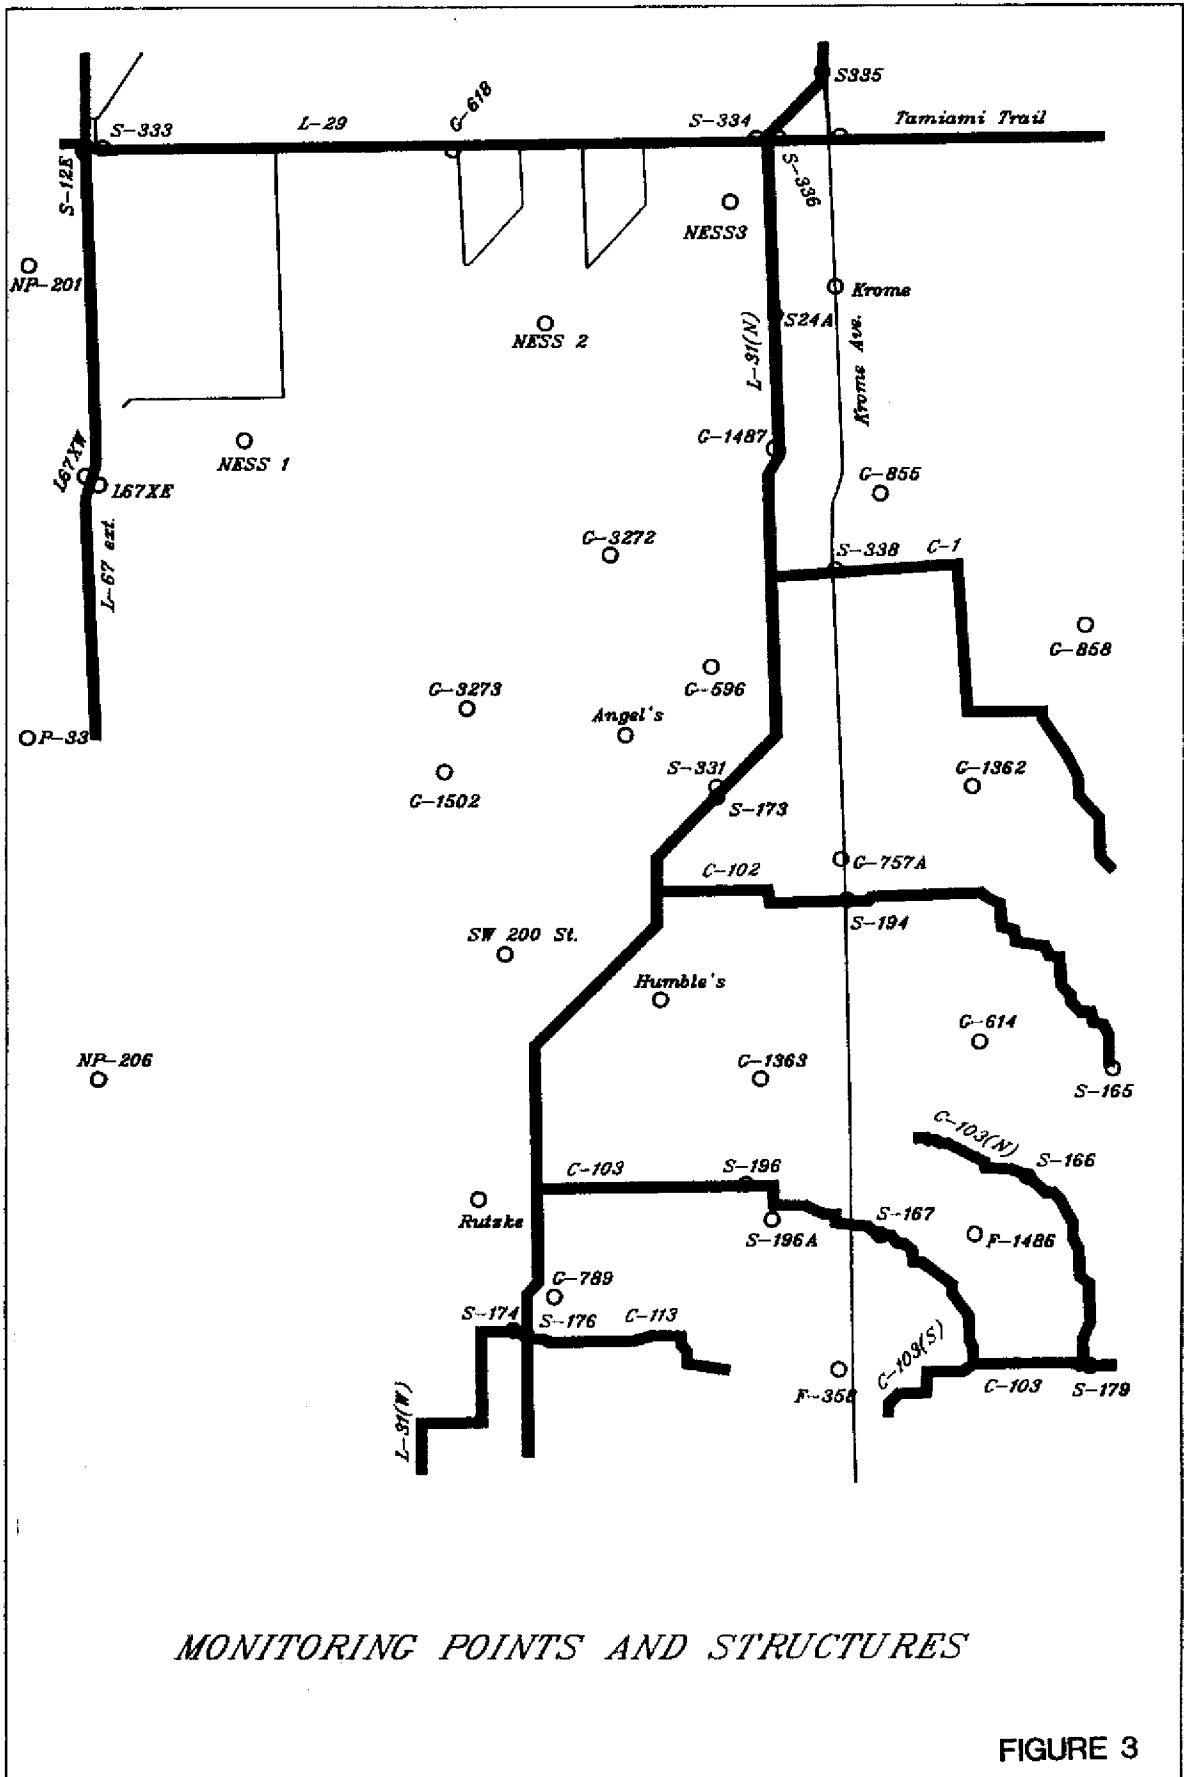 S335
G-618
S-333
L-29
S-334
Tamiami Trail
S-12E
S-336
NESS3
NP-201
Krome
S24A
NESS 2
L-31(N)
Krome Ave.
G-1487
L67XW
NESS 1
G-855
L67XE
L-67 ext.
G-3272
S-338
C-1
G-858
G-596
G-3273
Angel's
P-33
S-331
G-1362
G-1502
S-173
G-757A
C-102
S-194
SW 200 St.
Humble's
G-614
NP-206
G-1363
S-165
C-103(N)
S-166
C-103
S-196
Rutzke
S-196A
S-167
F-1486
G-789
S-174
S-176
C-113
C-103(S)
F-358
C-103
S-179
L-31(W)
MONITORING POINTS AND STRUCTURES
FIGURE 3